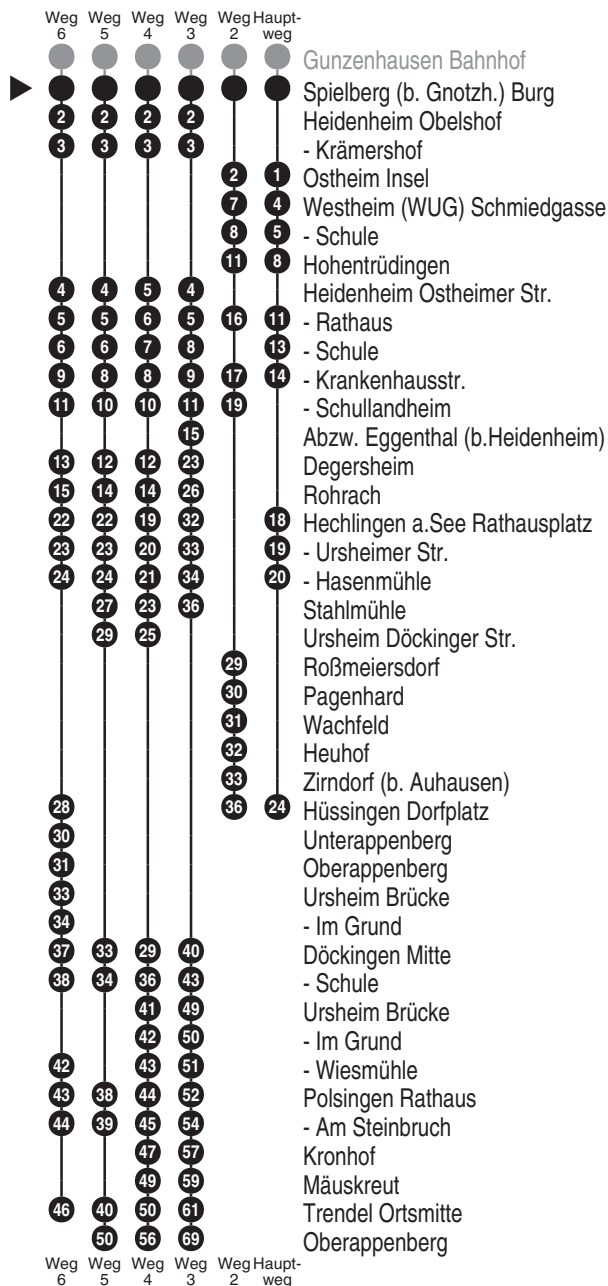 Weg 6 Weg 5 Weg 4 Weg 3 Weg 2 Haupt-weg
Gunzenhausen Bahnhof
Spielberg (b. Gnotzh.) Burg
2 2 2 2 Heidenheim Obelshof
3 3 3 3 - Krämershof
2 1 Ostheim Insel
7 4 Westheim (WUG) Schmiedgasse
8 5 - Schule
11 8 Hohentrüdingen
4 4 5 4 Heidenheim Ostheimer Str.
5 5 6 5 16 11 - Rathaus
6 6 7 8 13 - Schule
9 8 8 9 17 14 - Krankenhausstr.
11 10 10 11 19 - Schullandheim
15 Abzw. Eggenthal (b.Heidenheim)
13 12 12 23 Degersheim
15 14 14 26 Rohrach
22 22 19 32 18 Hechlingen a.See Rathausplatz
23 23 20 33 19 - Ursheimer Str.
24 24 21 34 20 - Hasenmühle
27 23 36 Stahlmühle
29 25 Ursheim Döckinger Str.
29 Roßmeiersdorf
30 Pagenhard
31 Wachfeld
32 Heuhof
33 Zirndorf (b. Auhausen)
28 36 24 Hüssingen Dorfplatz
30 Unterappenberg
31 Oberappenberg
33 Ursheim Brücke
34 - Im Grund
37 33 29 40 Döckingen Mitte
38 34 36 43 - Schule
41 49 Ursheim Brücke
42 50 - Im Grund
42 43 51 - Wiesmühle
43 38 44 52 Polsingen Rathaus
44 39 45 54 - Am Steinbruch
47 57 Kronhof
49 59 Mäuskreut
46 40 50 61 Trendel Ortsmitte
50 56 69 Oberappenberg
Weg 6 Weg 5 Weg 4 Weg 3 Weg 2 Haupt-weg